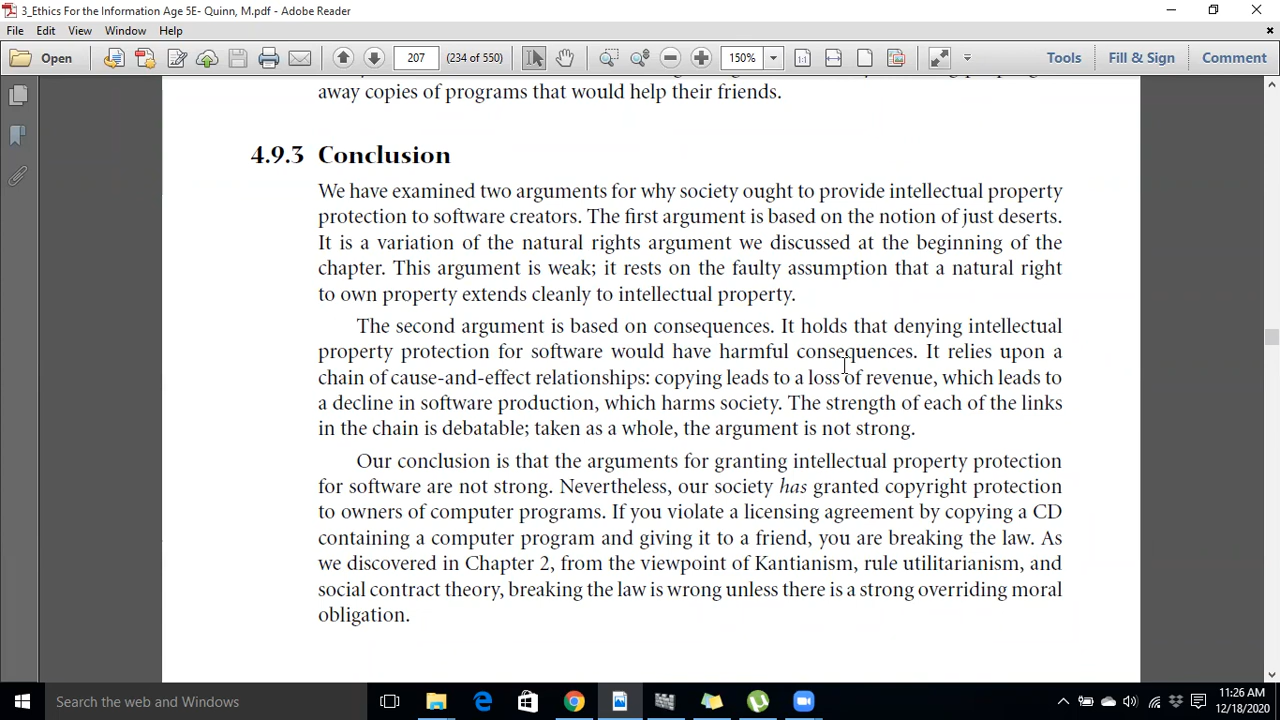 3_Ethics For the Information Age 5E- Quinn, M.pdf - Adobe Reader
File Edit View Window Help
Open 207 (234 of 550) 150% Tools Fill & Sign Comment
away copies of programs that would help their friends.
4.9.3 Conclusion
We have examined two arguments for why society ought to provide intellectual property
protection to software creators. The first argument is based on the notion of just deserts.
It is a variation of the natural rights argument we discussed at the beginning of the
chapter. This argument is weak; it rests on the faulty assumption that a natural right
to own property extends cleanly to intellectual property.
The second argument is based on consequences. It holds that denying intellectual
property protection for software would have harmful consequences. It relies upon a
chain of cause-and-effect relationships: copying leads to a loss of revenue, which leads to
a decline in software production, which harms society. The strength of each of the links
in the chain is debatable; taken as a whole, the argument is not strong.
Our conclusion is that the arguments for granting intellectual property protection
for software are not strong. Nevertheless, our society has granted copyright protection
to owners of computer programs. If you violate a licensing agreement by copying a CD
containing a computer program and giving it to a friend, you are breaking the law. As
we discovered in Chapter 2, from the viewpoint of Kantianism, rule utilitarianism, and
social contract theory, breaking the law is wrong unless there is a strong overriding moral
obligation.
Search the web and Windows
11:26 AM
12/18/2020